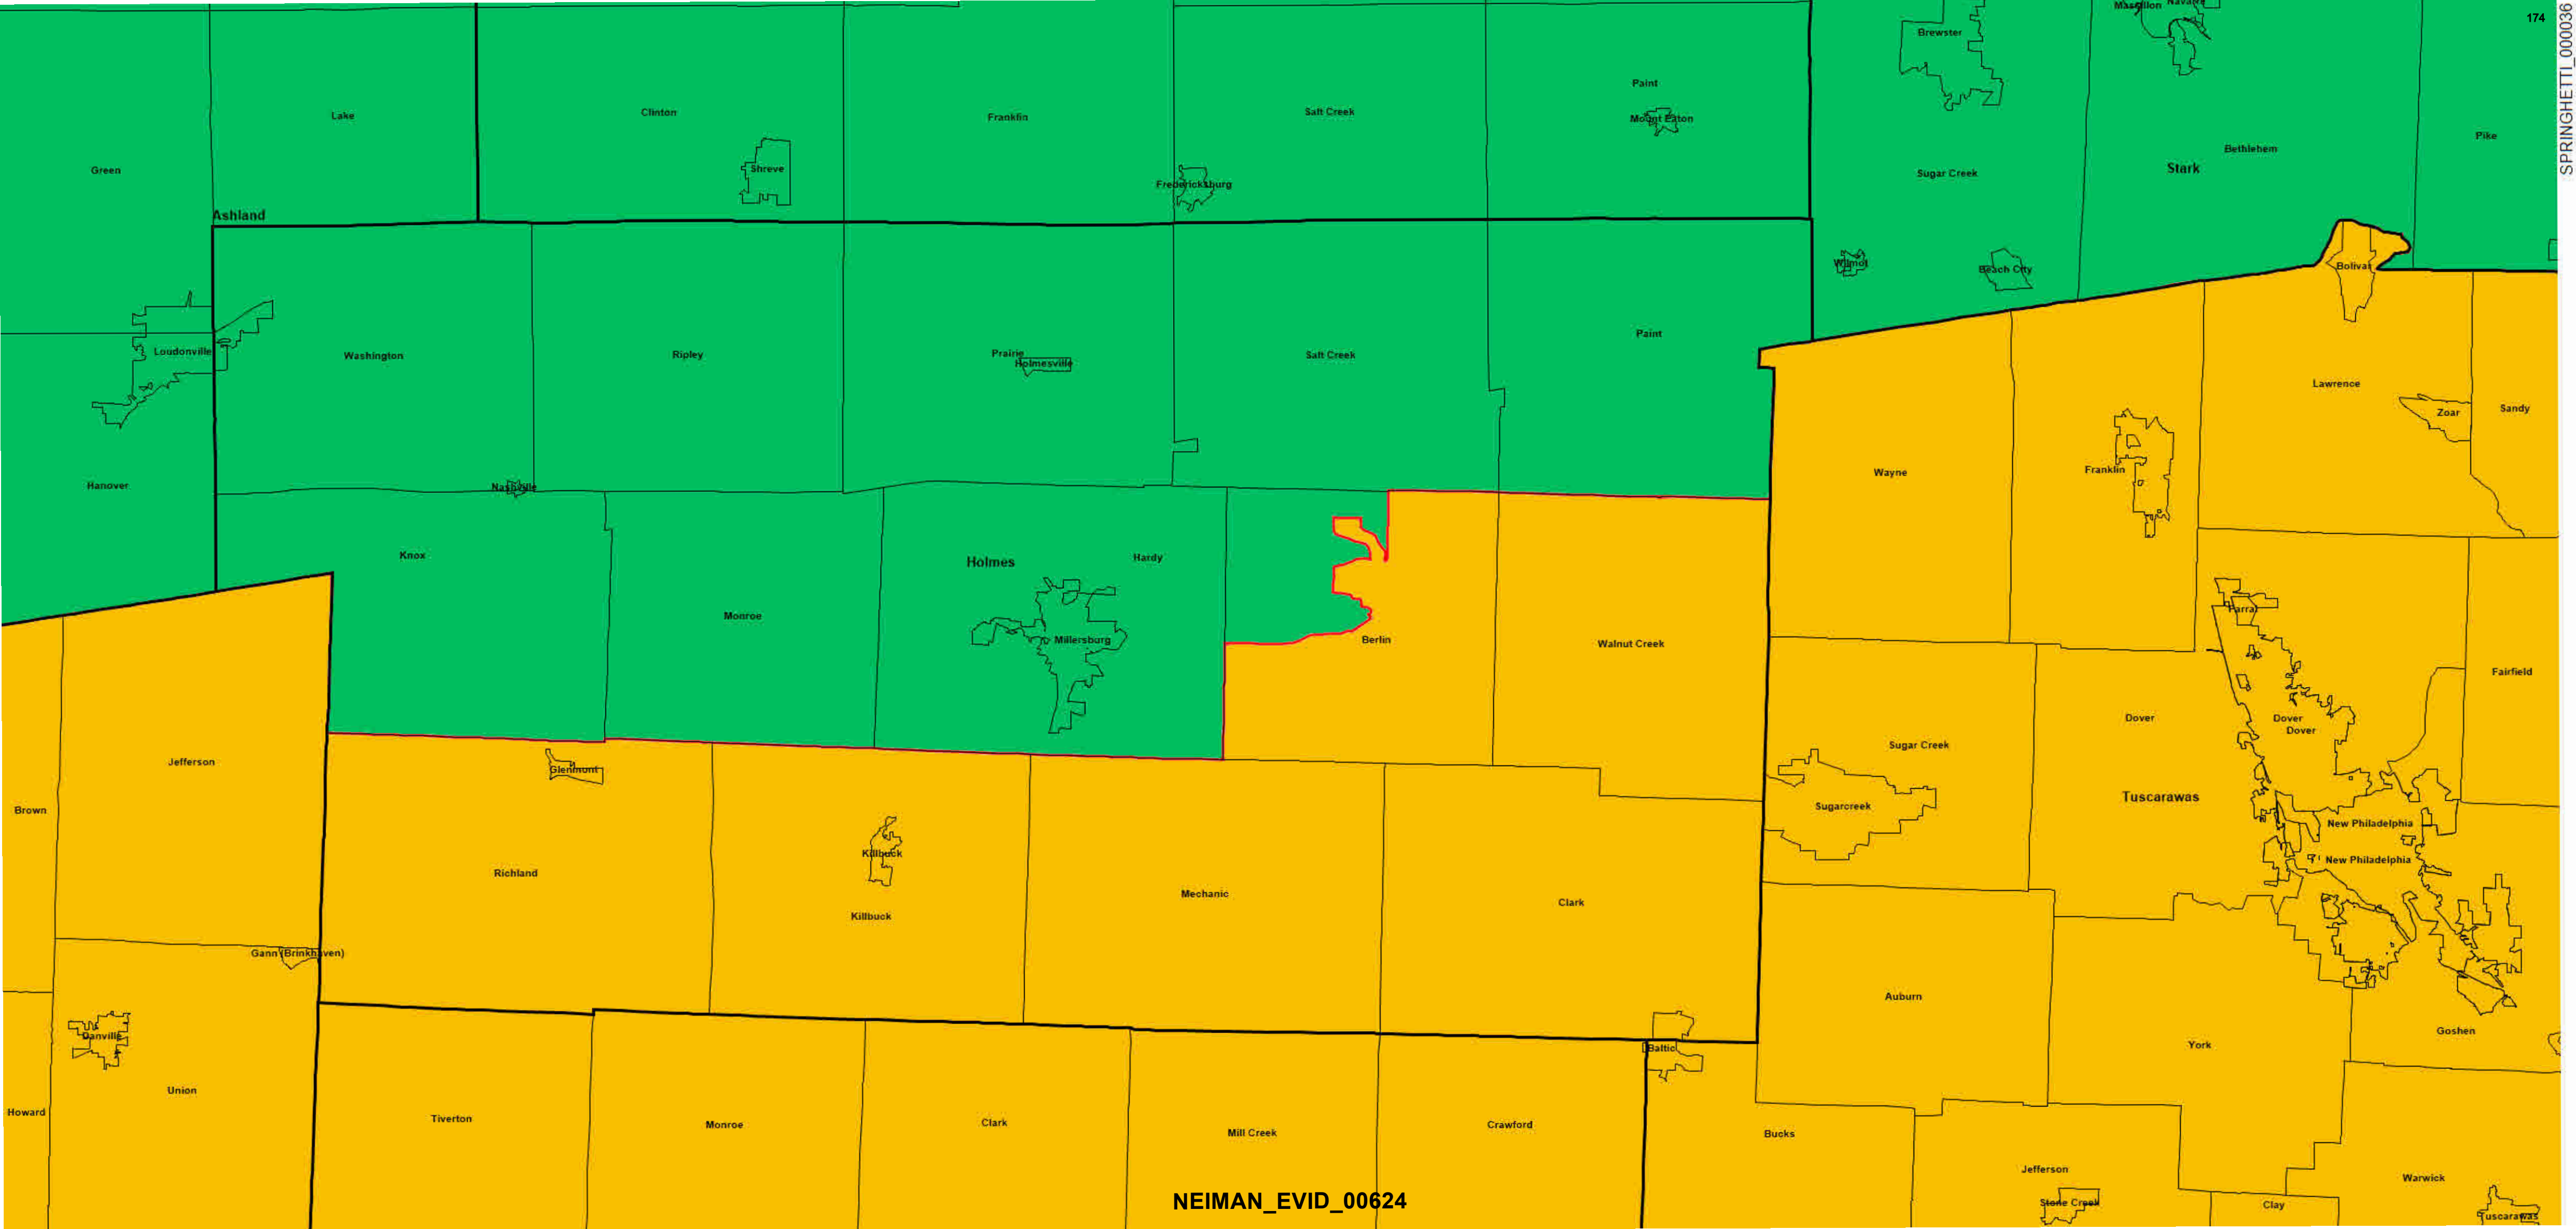 Massillon
Navarre
174
SPRINGHETTI_000036
Brewster
Paint
Lake
Clinton
Franklin
Salt Creek
Mount Eaton
Pike
Bethlehem
Green
Shreve
Fredericksburg
Sugar Creek
Stark
Ashland
Wilmot
Beach City
Bolivar
Loudonville
Washington
Ripley
Prairie
Holmesville
Salt Creek
Paint
Lawrence
Zoar
Sandy
Hanover
Nashville
Wayne
Franklin
Knox
Holmes
Hardy
Monroe
Millersburg
Berlin
Walnut Creek
Parral
Fairfield
Jefferson
Glenmont
Sugar Creek
Dover
Dover
Dover
Brown
Sugarcreek
Tuscarawas
New Philadelphia
New Philadelphia
Richland
Killbuck
Killbuck
Mechanic
Clark
Gann (Brinkhaven)
Auburn
Danville
Baltic
York
Goshen
Union
Howard
Tiverton
Monroe
Clark
Mill Creek
Crawford
Bucks
Jefferson
Warwick
NEIMAN_EVID_00624
Stone Creek
Clay
Tuscarawas